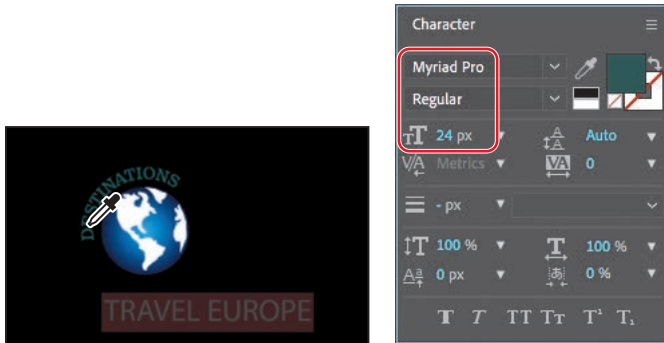 DESTINATIONS
TRAVEL EUROPE
Character
Myriad Pro
Regular
24 px
Auto
Metrics
0
- px
100 %
100 %
0 px
0 %
T T TT Tт T¹ T₁